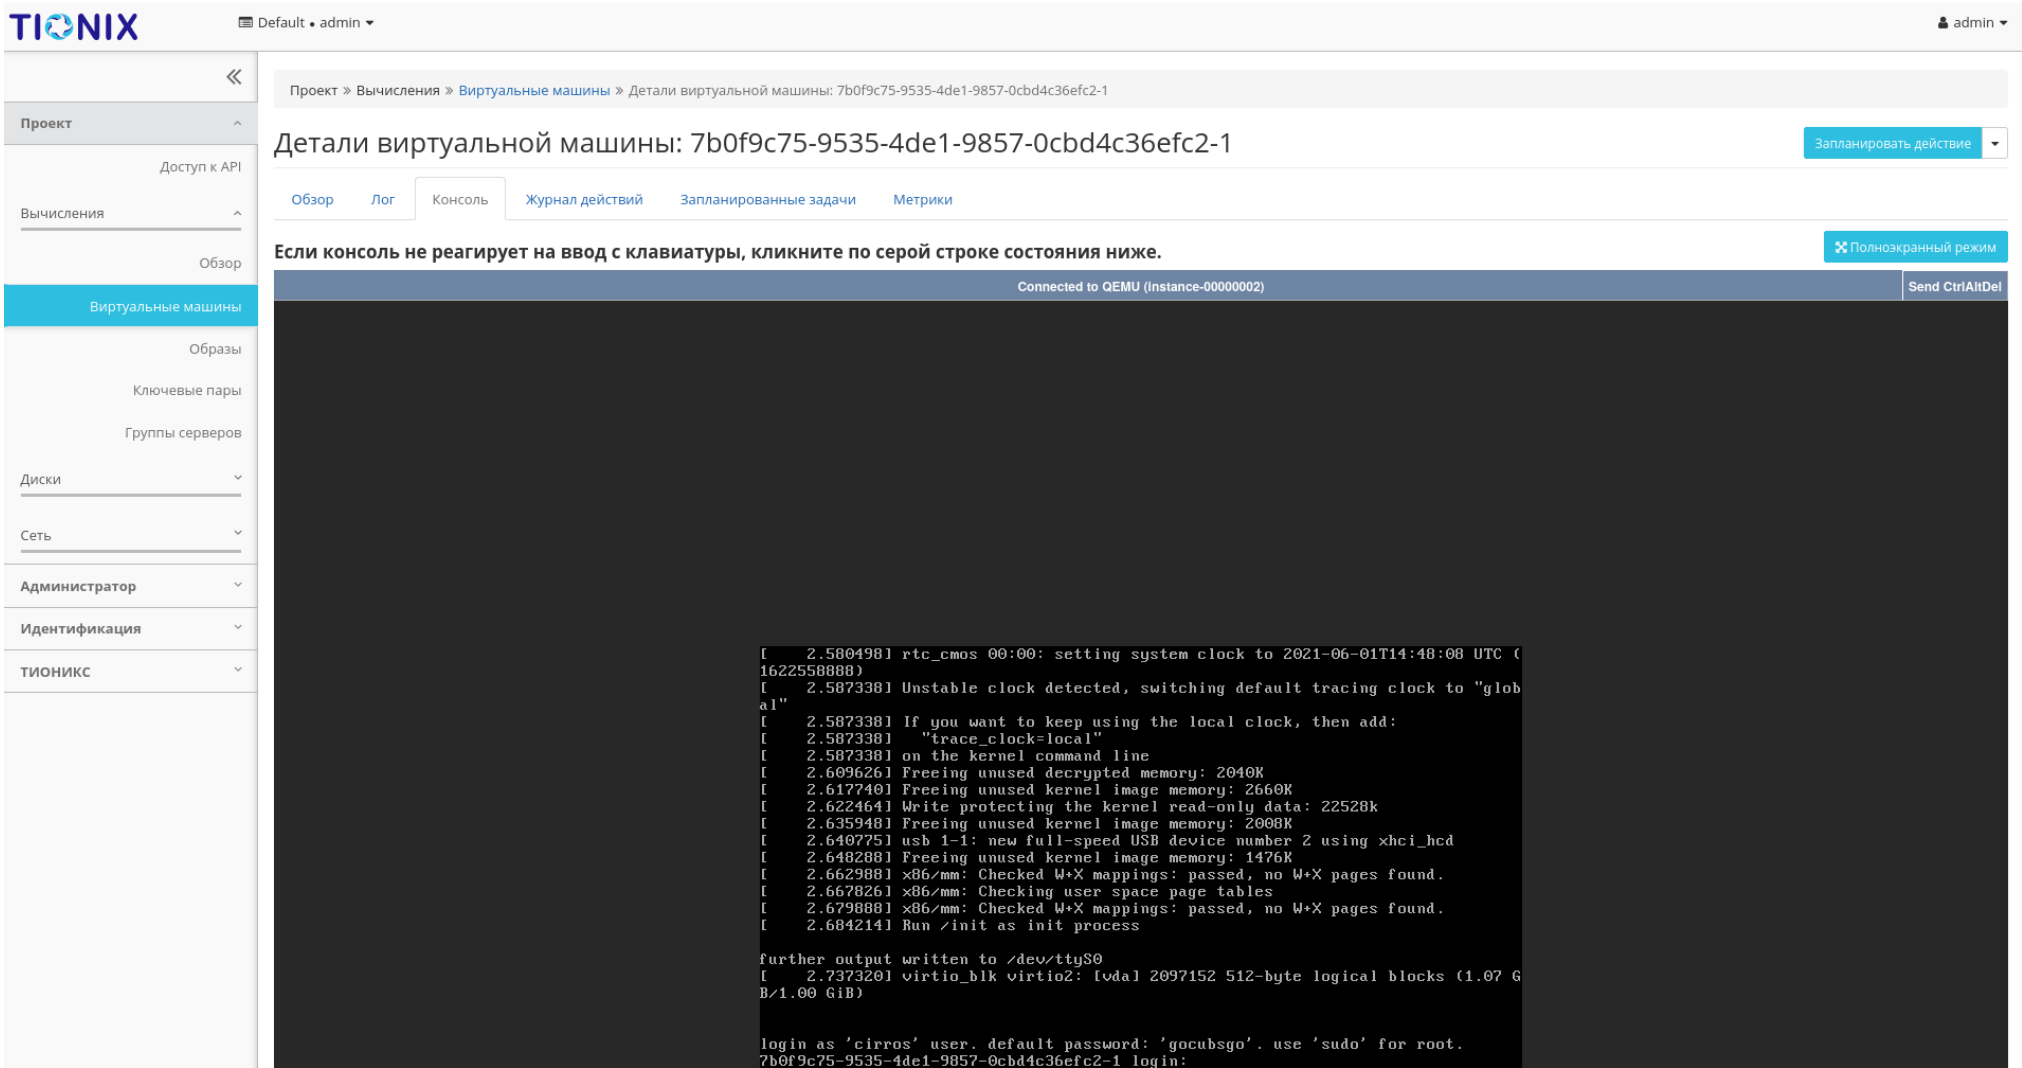 TIONIX
Default • admin
admin
Проект » Вычисления » Виртуальные машины » Детали виртуальной машины: 7b0f9c75-9535-4de1-9857-0cbd4c36efc2-1
Проект
Доступ к API
Вычисления
Обзор
Виртуальные машины
Образы
Ключевые пары
Группы серверов
Диски
Сеть
Администратор
Идентификация
ТИОНИКС
Детали виртуальной машины: 7b0f9c75-9535-4de1-9857-0cbd4c36efc2-1
Запланировать действие
Обзор Лог Консоль Журнал действий Запланированные задачи Метрики
Если консоль не реагирует на ввод с клавиатуры, кликните по серой строке состояния ниже.
Полноэкранный режим
Connected to QEMU (instance-00000002)
Send CtrlAltDel
[    2.580498] rtc_cmos 00:00: setting system clock to 2021-06-01T14:48:08 UTC (
1622558888)
[    2.587338] Unstable clock detected, switching default tracing clock to "glob
al"
[    2.587338] If you want to keep using the local clock, then add:
[    2.587338]   "trace_clock=local"
[    2.587338] on the kernel command line
[    2.609626] Freeing unused decrypted memory: 2040K
[    2.617740] Freeing unused kernel image memory: 2660K
[    2.622464] Write protecting the kernel read-only data: 22528k
[    2.635948] Freeing unused kernel image memory: 2008K
[    2.640775] usb 1-1: new full-speed USB device number 2 using xhci_hcd
[    2.648288] Freeing unused kernel image memory: 1476K
[    2.662988] x86/mm: Checked W+X mappings: passed, no W+X pages found.
[    2.667826] x86/mm: Checking user space page tables
[    2.679888] x86/mm: Checked W+X mappings: passed, no W+X pages found.
[    2.684214] Run /init as init process
further output written to /dev/ttyS0
[    2.737320] virtio_blk virtio2: [vda] 2097152 512-byte logical blocks (1.07 G
B/1.00 GiB)
login as 'cirros' user. default password: 'gocubsgo'. use 'sudo' for root.
7b0f9c75-9535-4de1-9857-0cbd4c36efc2-1 login: